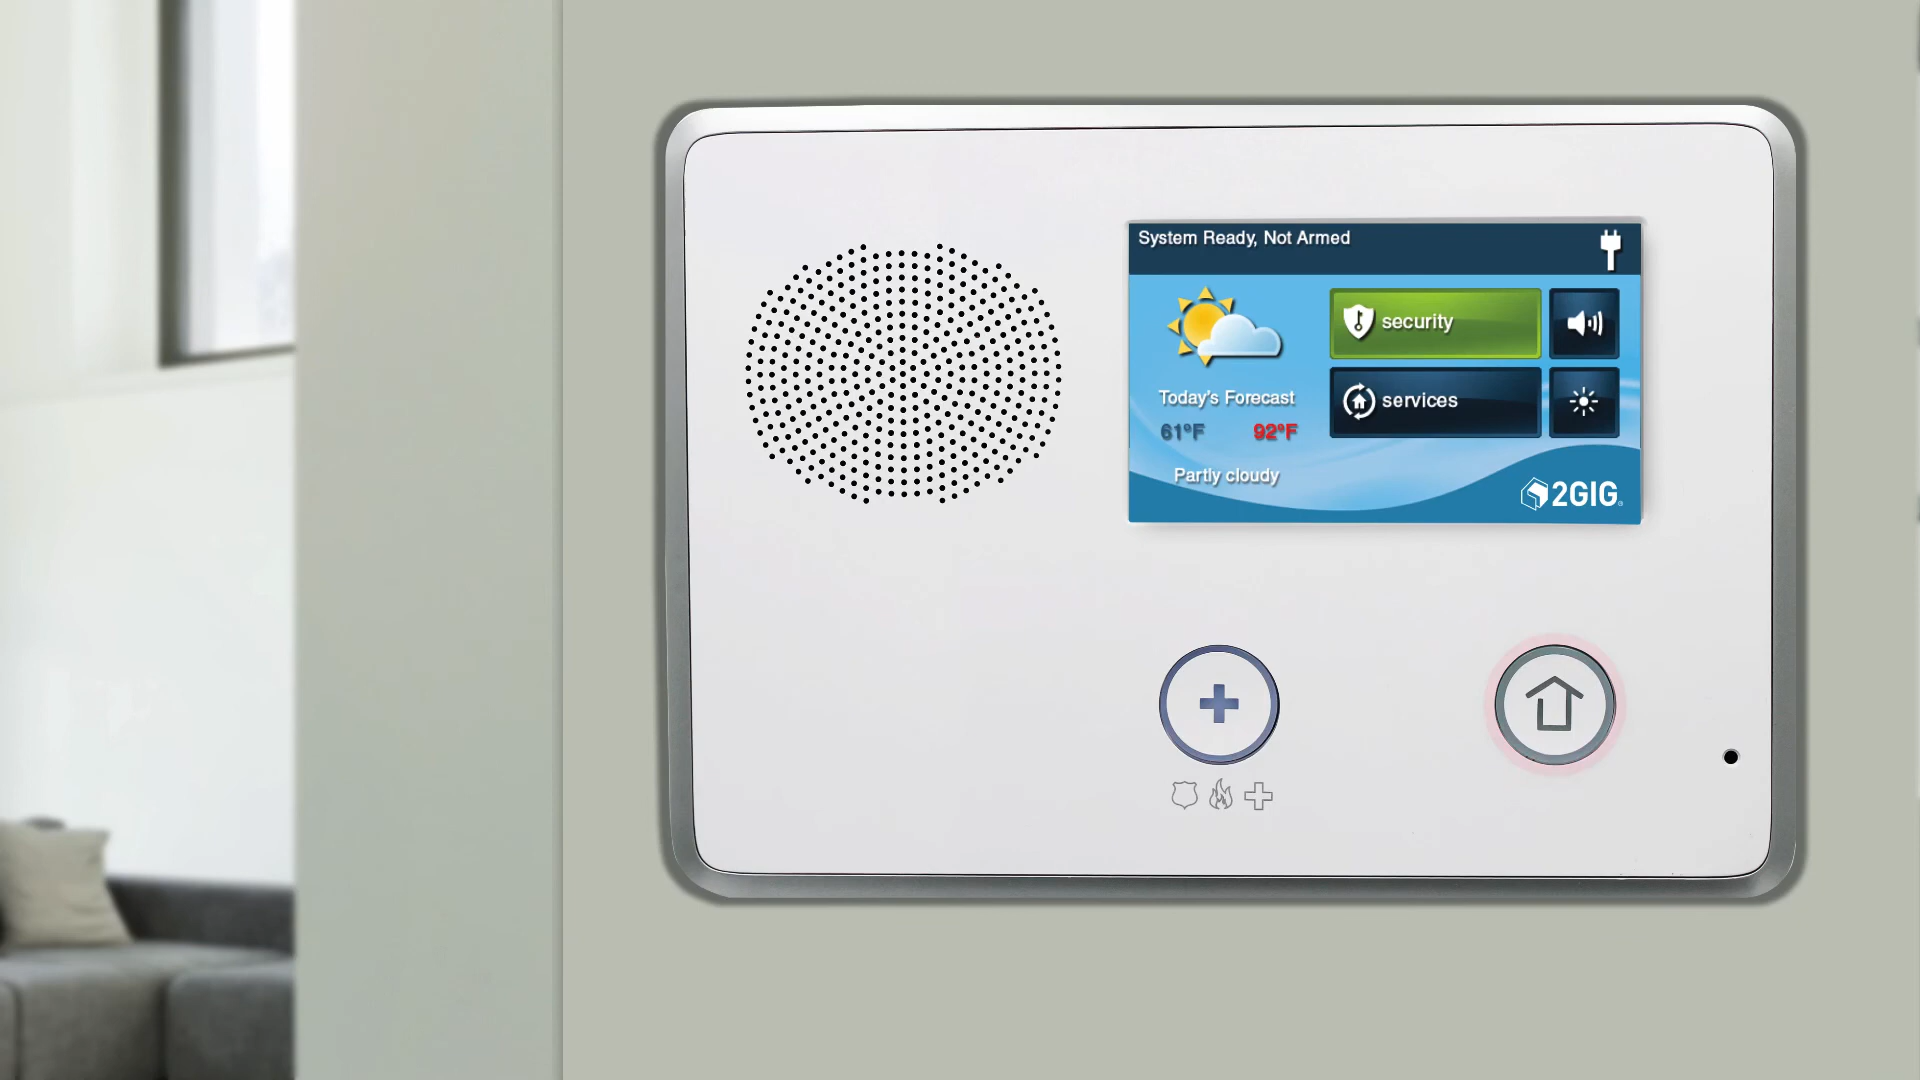 System Ready, Not Armed
security
services
Today's Forecast
61°F 92°F
Partly cloudy
2GIG